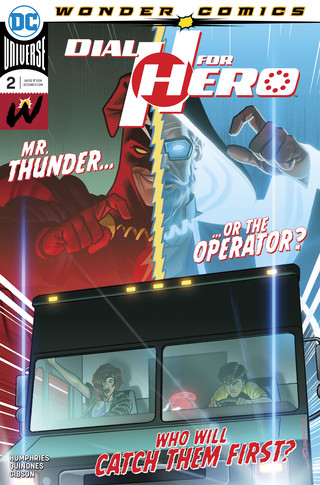 WONDER COMICS
DC
UNIVERSE
2
W
DIAL
FOR
HERO
MR.
THUNDER...
...OR THE
OPERATOR?
HUMPHRIES
QUINONES
GIBSON
WHO WILL
CATCH THEM FIRST?